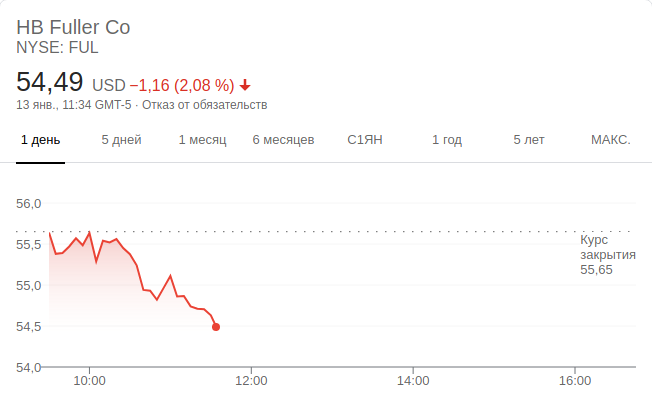 HB Fuller Co
NYSE: FUL
54,49 USD −1,16 (2,08 %)
13 янв., 11:34 GMT-5 · Отказ от обязательств
1 день 5 дней 1 месяц 6 месяцев С1ЯН 1 год 5 лет МАКС.
56,0
55,5
55,0
54,5
54,0
Курс
закрытия
55,65
10:00 12:00 14:00 16:00